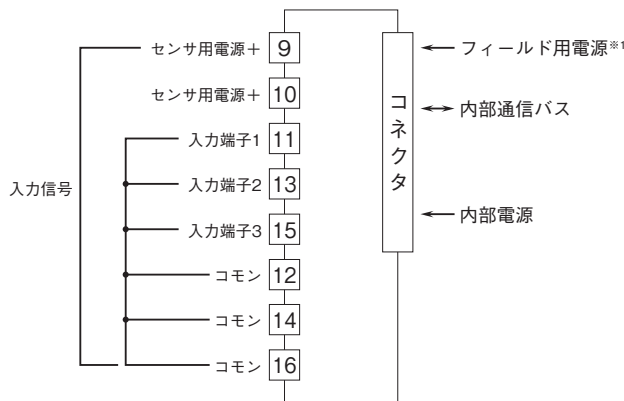 センサ用電源＋ 9
センサ用電源＋ 10
入力端子1 11
入力端子2 13
入力端子3 15
コモン 12
コモン 14
コモン 16
入力信号
コネクタ
フィールド用電源※1
内部通信バス
内部電源